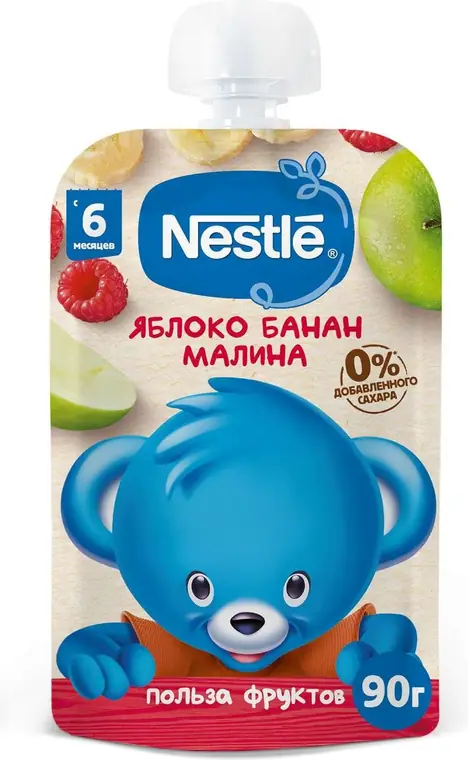 с
6
месяцев
Nestlé®
ЯБЛОКО БАНАН
МАЛИНА
0%
ДОБАВЛЕННОГО
САХАРА
польза фруктов
90г